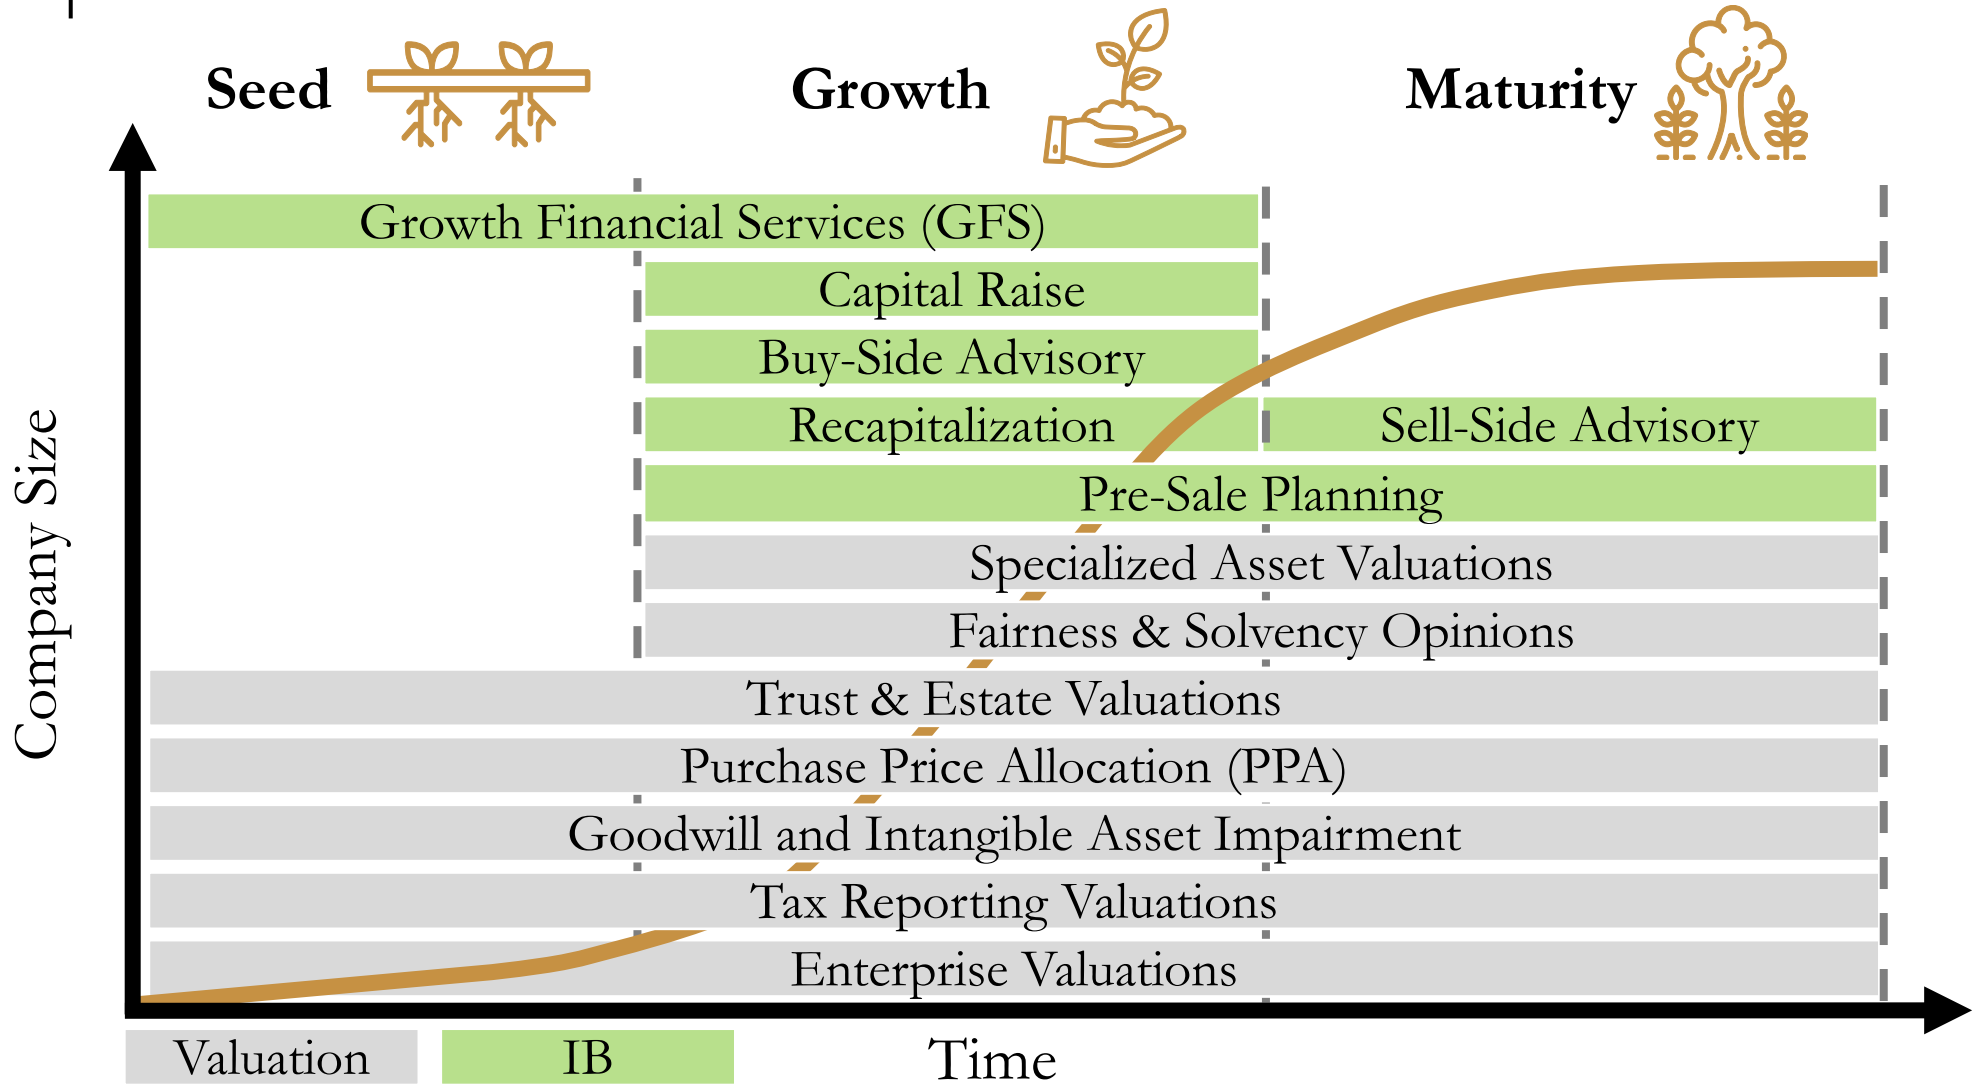 Seed
Growth
Maturity
Growth Financial Services (GFS)
Capital Raise
Buy-Side Advisory
Recapitalization
Sell-Side Advisory
Pre-Sale Planning
Specialized Asset Valuations
Fairness & Solvency Opinions
Trust & Estate Valuations
Purchase Price Allocation (PPA)
Goodwill and Intangible Asset Impairment
Tax Reporting Valuations
Enterprise Valuations
Company Size
Valuation
IB
Time